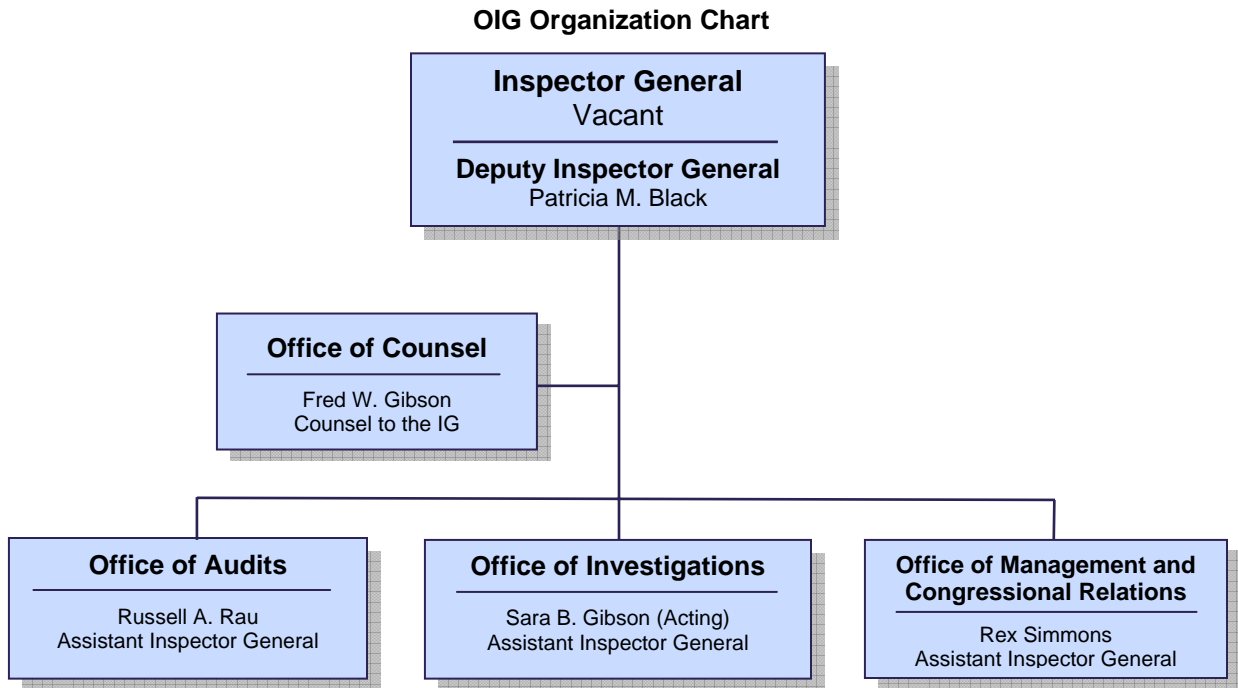 OIG Organization Chart
Inspector General
Vacant
Deputy Inspector General
Patricia M. Black
Office of Counsel
Fred W. Gibson
Counsel to the IG
Office of Audits
Russell A. Rau
Assistant Inspector General
Office of Investigations
Sara B. Gibson (Acting)
Assistant Inspector General
Office of Management and
Congressional Relations
Rex Simmons
Assistant Inspector General